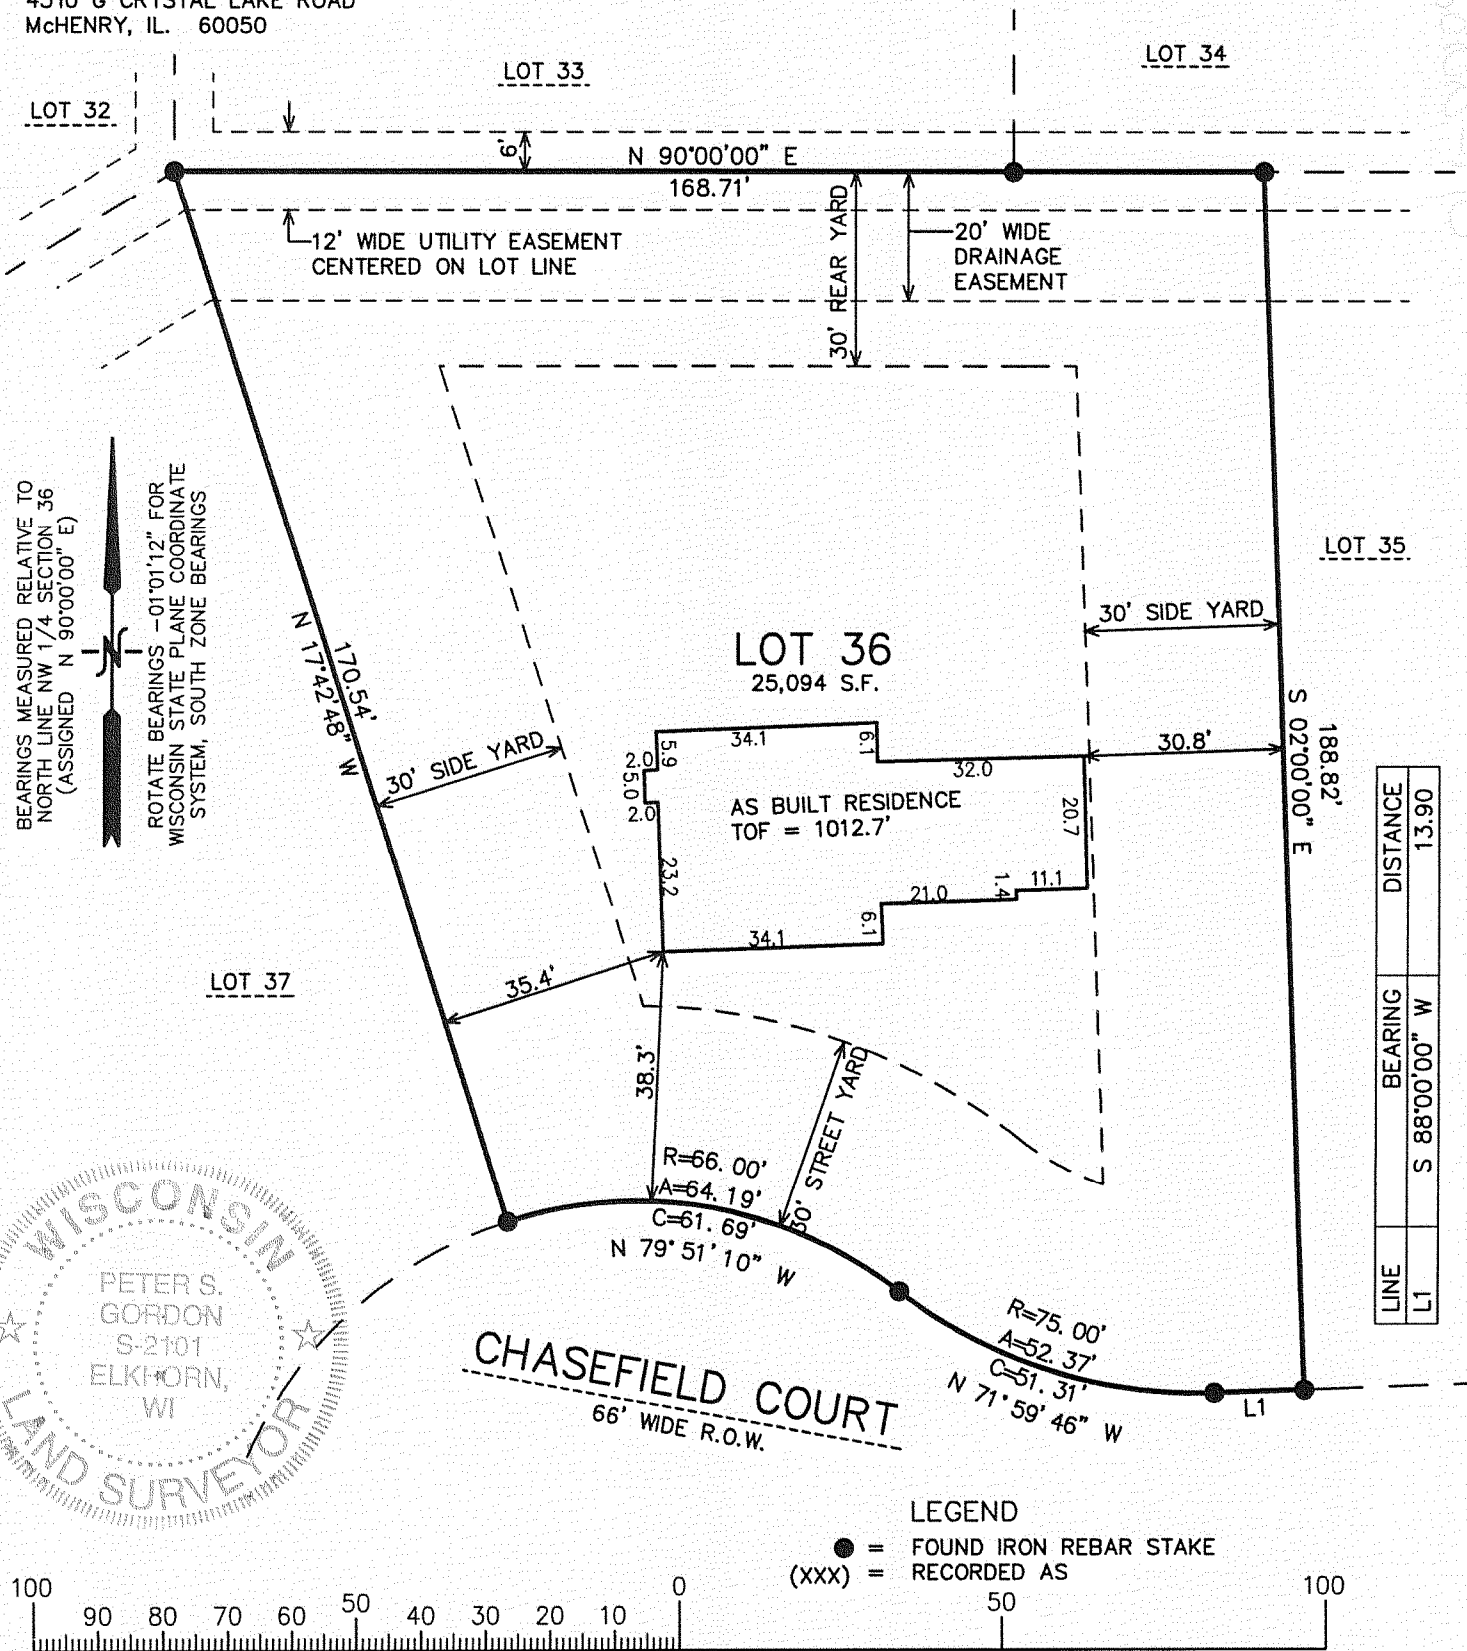 4310 G CRYSTAL LAKE ROAD
McHENRY, IL. 60050
LOT 33
LOT 34
LOT 32
6'
N 90°00'00" E
168.71'
12' WIDE UTILITY EASEMENT
CENTERED ON LOT LINE
30' REAR YARD
20' WIDE
DRAINAGE
EASEMENT
BEARINGS MEASURED RELATIVE TO
NORTH LINE NW 1/4 SECTION 36
(ASSIGNED N 90°00'00" E)
N
ROTATE BEARINGS -01°01'12" FOR
WISCONSIN STATE PLANE COORDINATE
SYSTEM, SOUTH ZONE BEARINGS
170.54'
N 17°42'48" W
LOT 35
30' SIDE YARD
LOT 36
25,094 S.F.
188.82'
S 02°00'00" E
30' SIDE YARD
34.1
6.1
5.9
2.0
5.0
2.0
32.0
30.8'
AS BUILT RESIDENCE
TOF = 1012.7'
20.7
23.2
11.1
1.4
21.0
6.1
34.1
LOT 37
35.4'
38.3'
30' STREET YARD
LINE BEARING DISTANCE
L1 S 88°00'00" W 13.90
R=66.00'
A=64.19'
C=61.69'
N 79°51'10" W
R=75.00'
A=52.37'
C=51.31'
N 71°59'46" W
L1
CHASEFIELD COURT
66' WIDE R.O.W.
WISCONSIN
PETER S.
GORDON
S-2101
ELKHORN,
WI
LAND SURVEYOR
LEGEND
= FOUND IRON REBAR STAKE
(XXX) = RECORDED AS
100 90 80 70 60 50 40 30 20 10 0 50 100